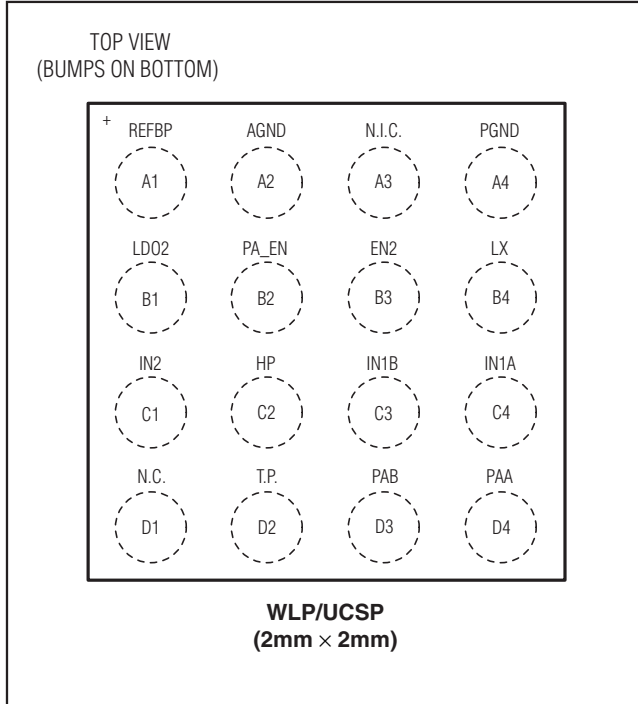 TOP VIEW
(BUMPS ON BOTTOM)
+ REFBP AGND N.I.C. PGND
A1 A2 A3 A4
LDO2 PA_EN EN2 LX
B1 B2 B3 B4
IN2 HP IN1B IN1A
C1 C2 C3 C4
N.C. T.P. PAB PAA
D1 D2 D3 D4
WLP/UCSP
(2mm × 2mm)